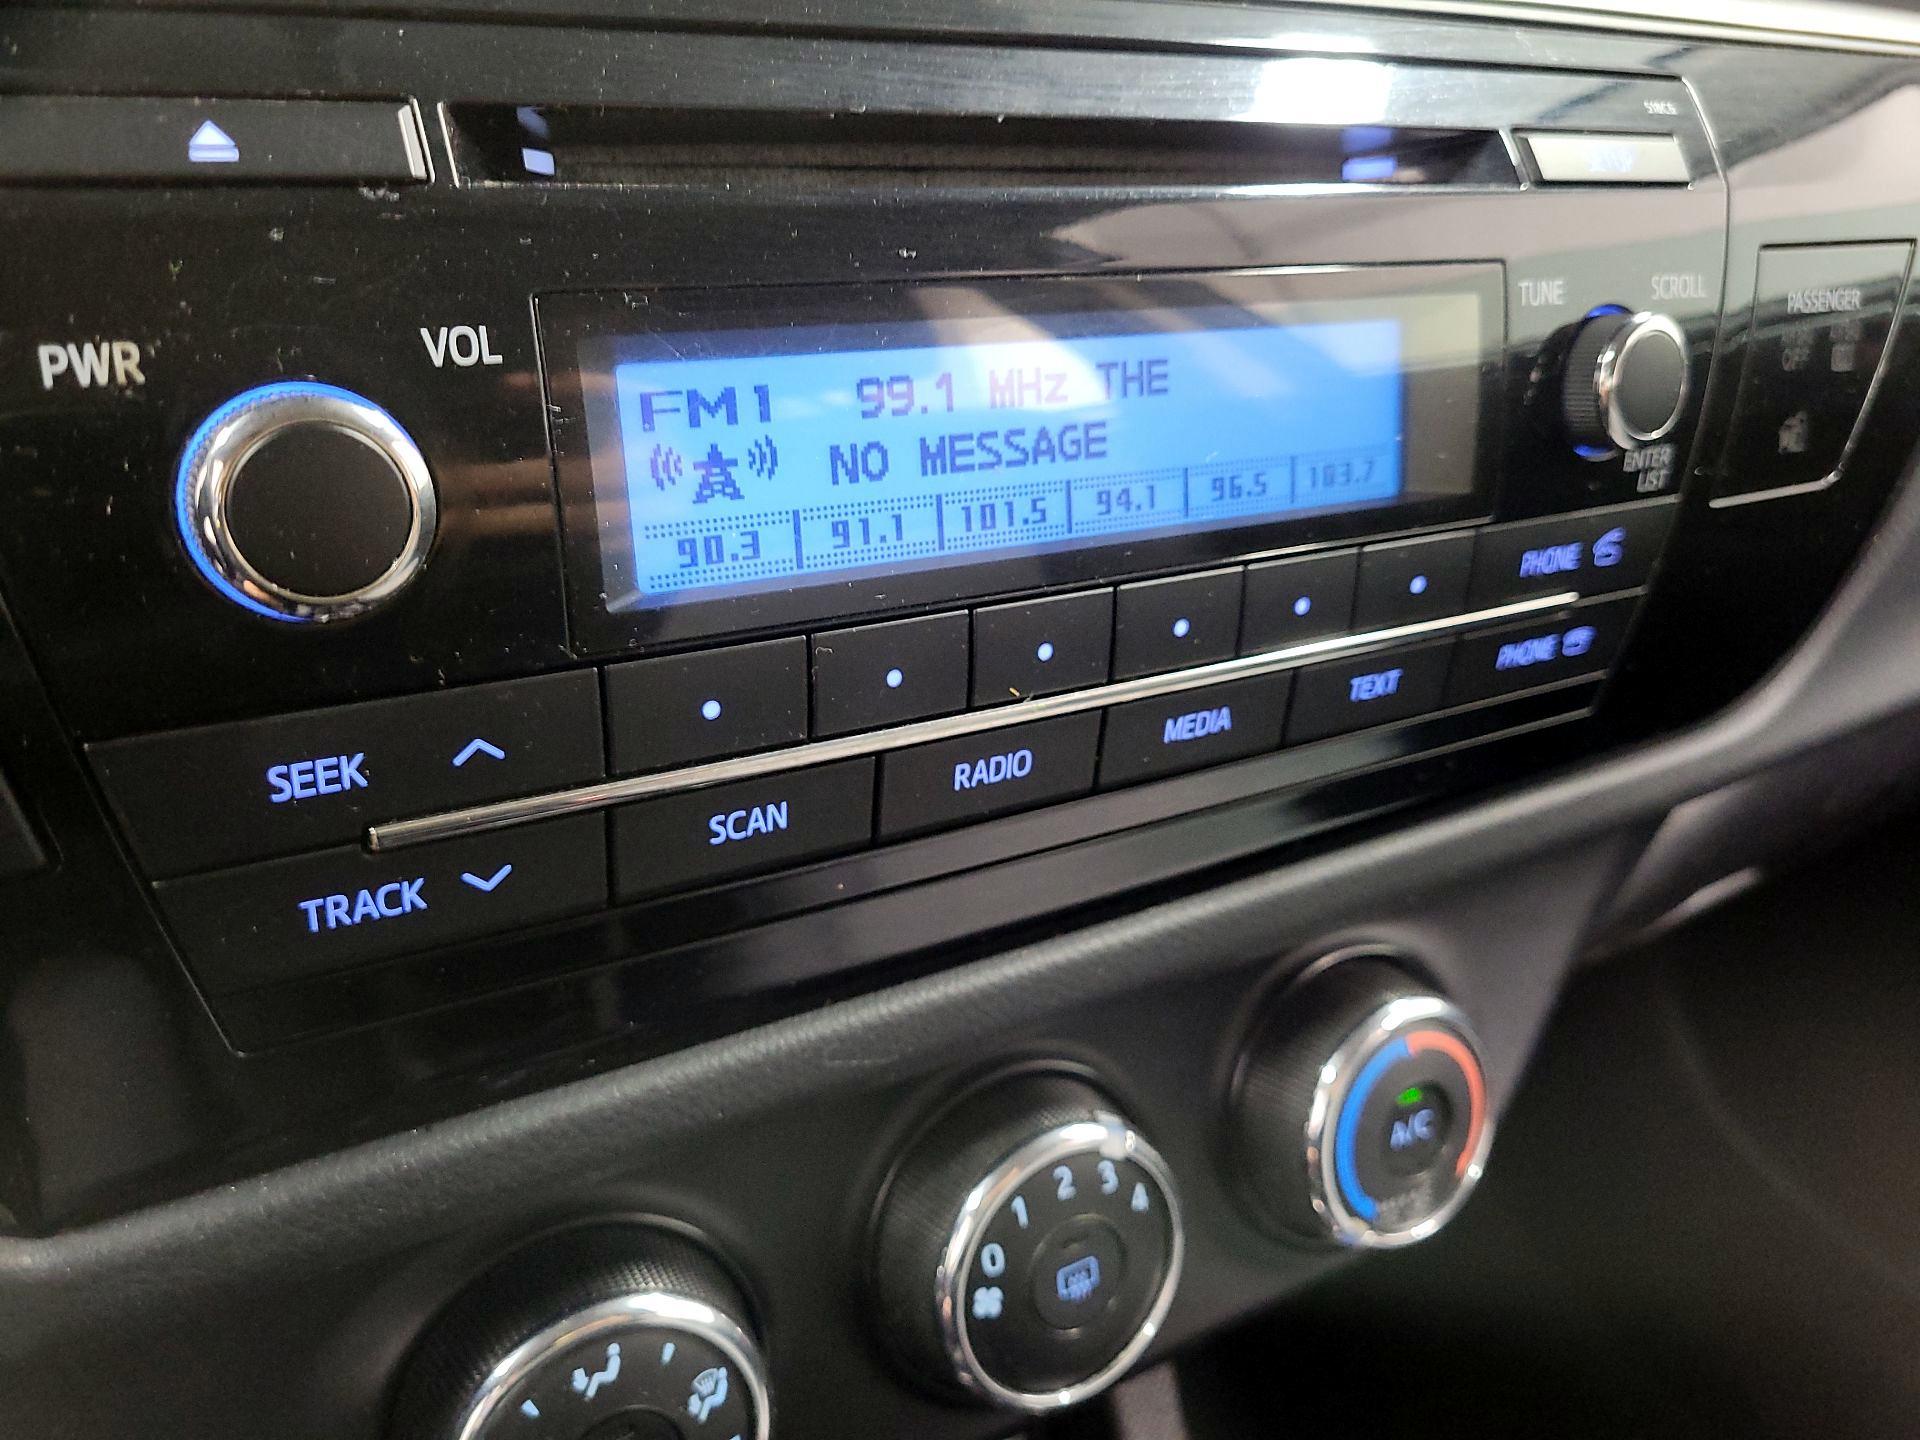 PWR
VOL
TUNE
SCROLL
PASSENGER
OFF
FM1 99.1 MHz THE
NO MESSAGE
90.3 91.1 101.5 94.1 96.5 103.7
ENTER
LIST
PHONE
SEEK
SCAN
RADIO
MEDIA
TEXT
PHONE
TRACK
0 1 2 3 4
A/C